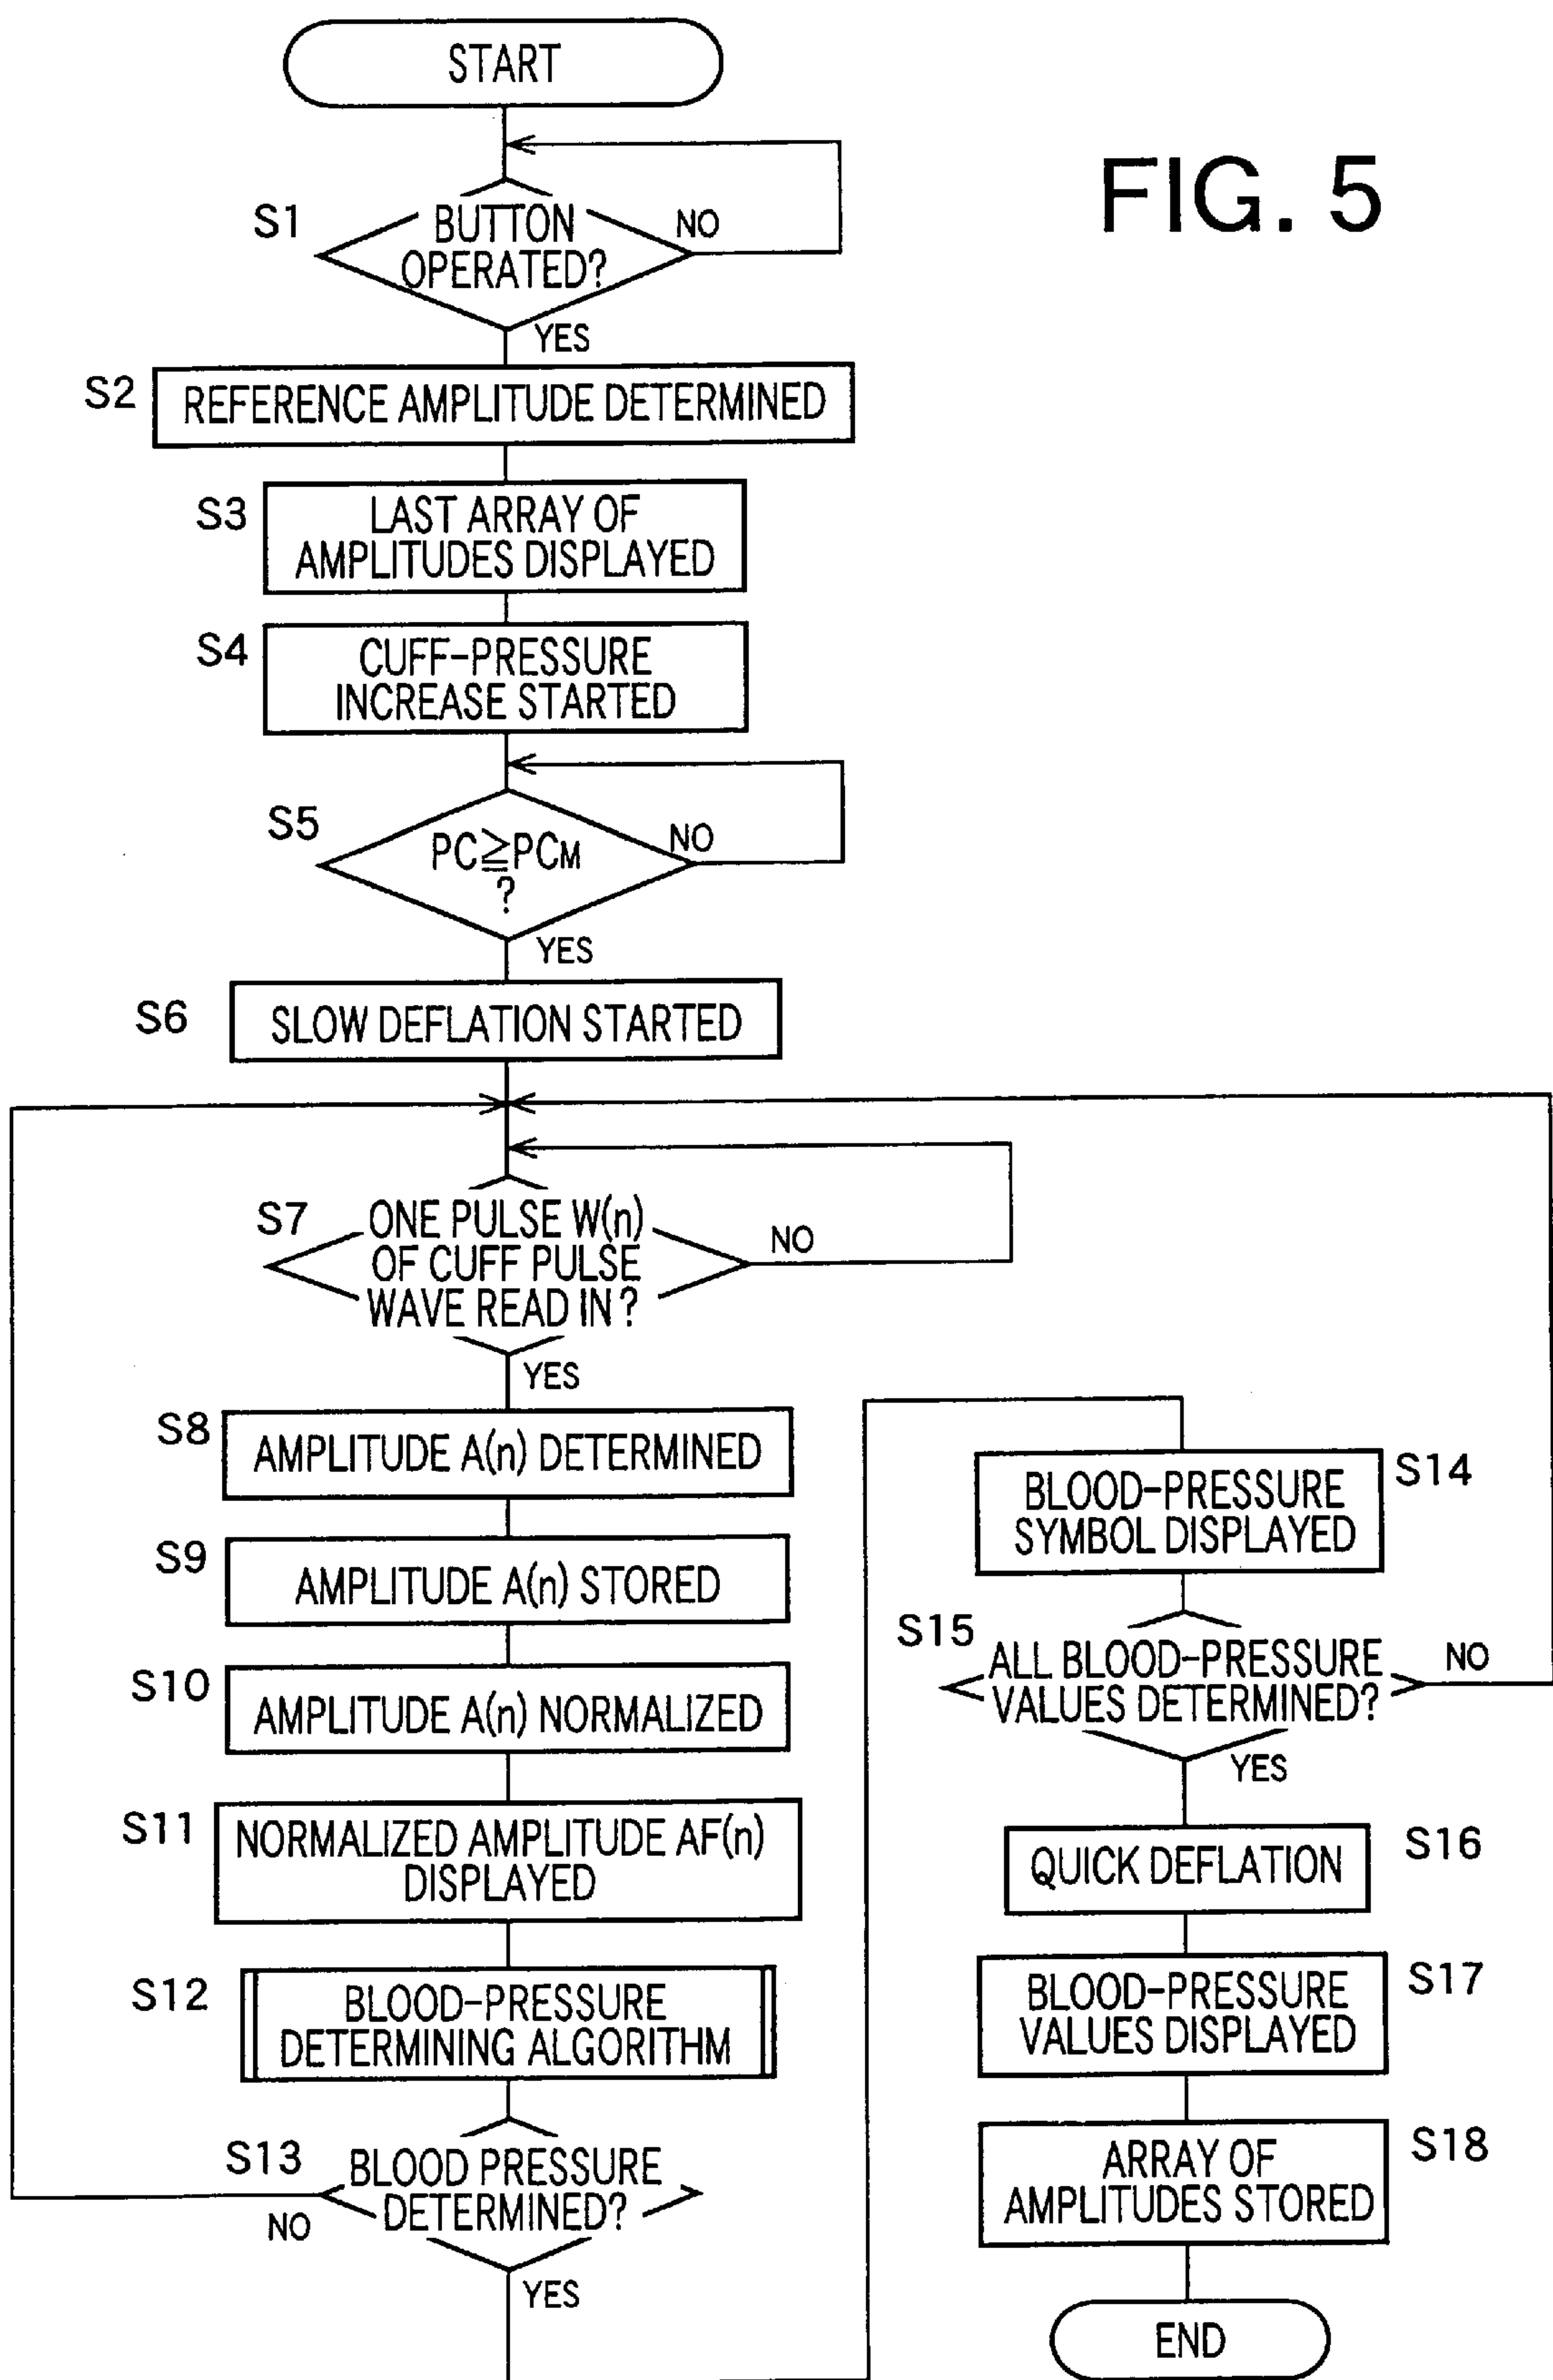 FIG. 5
START
S1
BUTTON
OPERATED?
NO
YES
S2
REFERENCE AMPLITUDE DETERMINED
S3
LAST ARRAY OF
AMPLITUDES DISPLAYED
S4
CUFF-PRESSURE
INCREASE STARTED
S5
PC≧PCM
?
NO
YES
S6
SLOW DEFLATION STARTED
S7
ONE PULSE W(n)
OF CUFF PULSE
WAVE READ IN?
NO
YES
S8
AMPLITUDE A(n) DETERMINED
S9
AMPLITUDE A(n) STORED
S10
AMPLITUDE A(n) NORMALIZED
S11
NORMALIZED AMPLITUDE AF(n)
DISPLAYED
S12
BLOOD-PRESSURE
DETERMINING ALGORITHM
S13
BLOOD PRESSURE
DETERMINED?
NO
YES
S14
BLOOD-PRESSURE
SYMBOL DISPLAYED
S15
ALL BLOOD-PRESSURE
VALUES DETERMINED?
NO
YES
S16
QUICK DEFLATION
S17
BLOOD-PRESSURE
VALUES DISPLAYED
S18
ARRAY OF
AMPLITUDES STORED
END